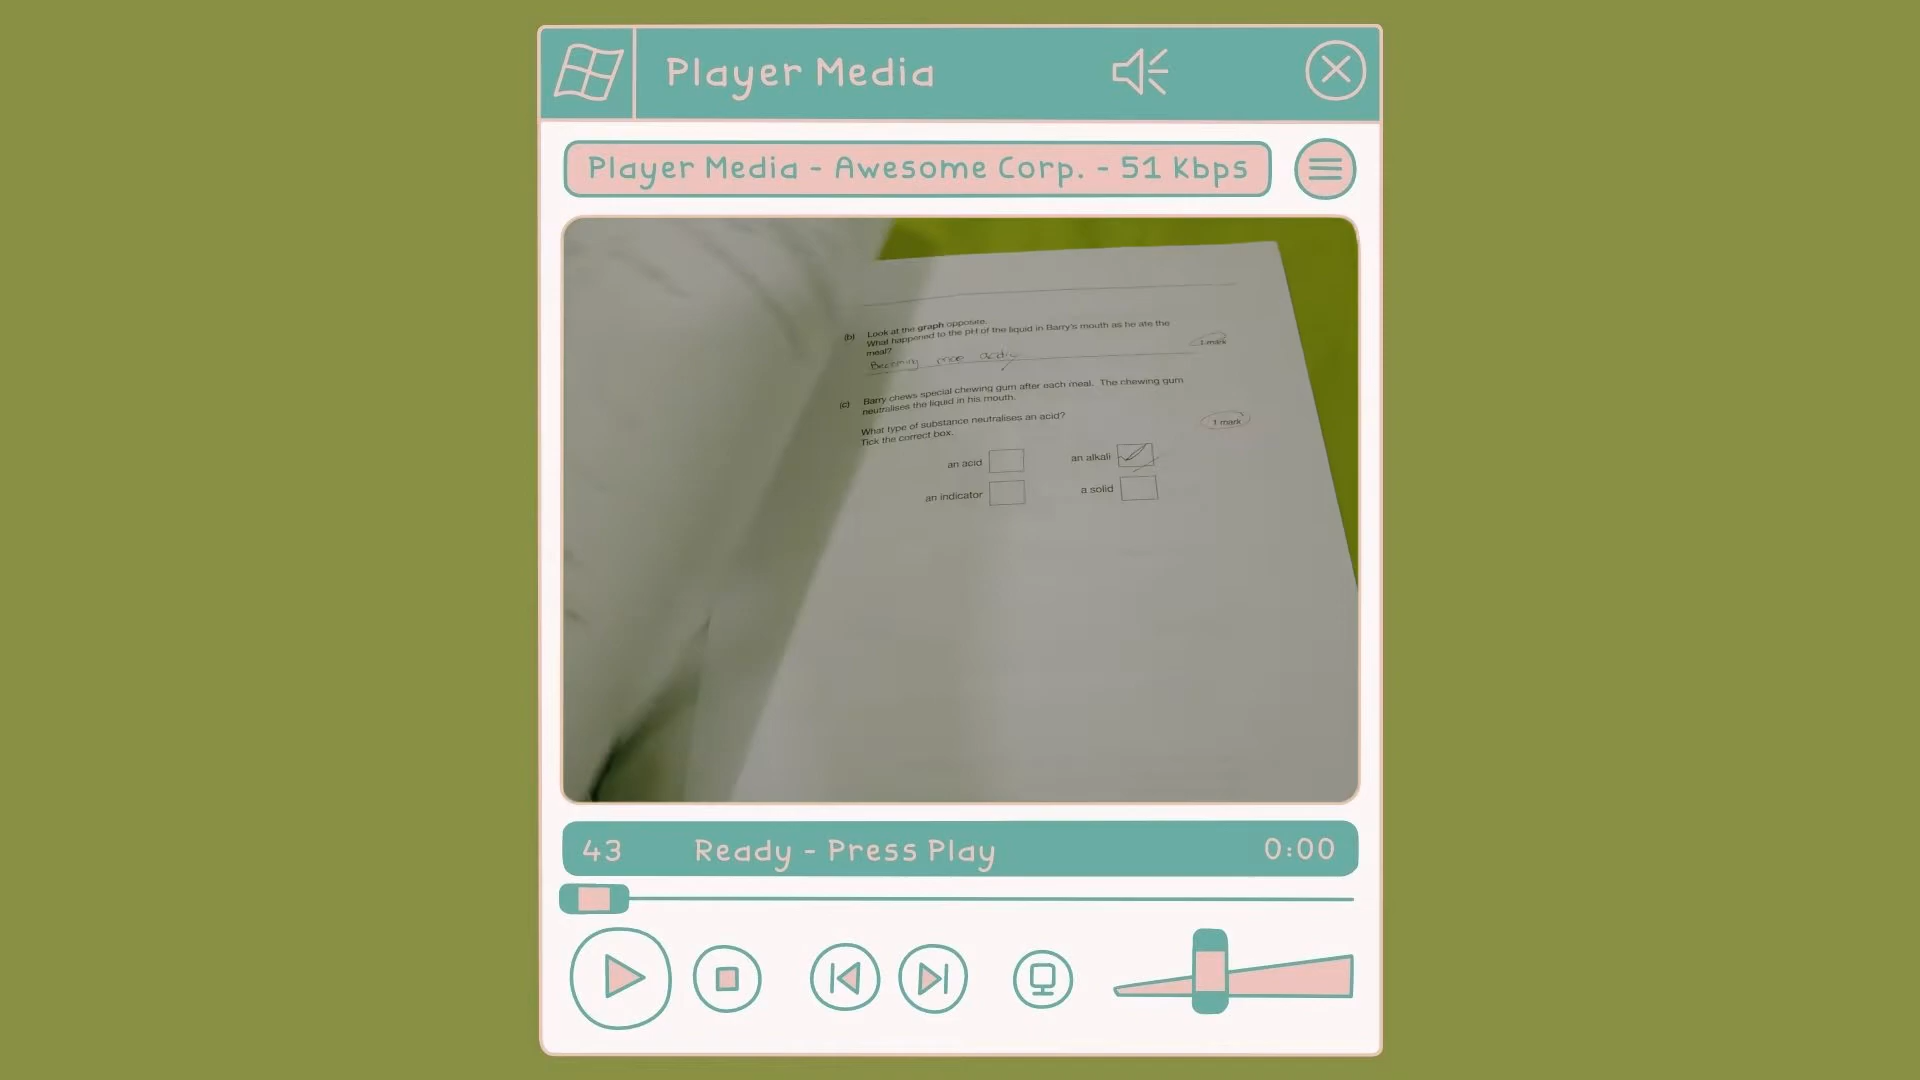 Player Media
Player Media - Awesome Corp. - 51 Kbps
(b) Look at the graph opposite.
What happened to the pH of the liquid in Barry's mouth as he ate the
meal?
1 mark
Becoming more acidic
(c) Barry chews special chewing gum after each meal. The chewing gum
neutralises the liquid in his mouth.
What type of substance neutralises an acid?
Tick the correct box.
1 mark
an acid an alkali
an indicator a solid
43 Ready - Press Play 0:00